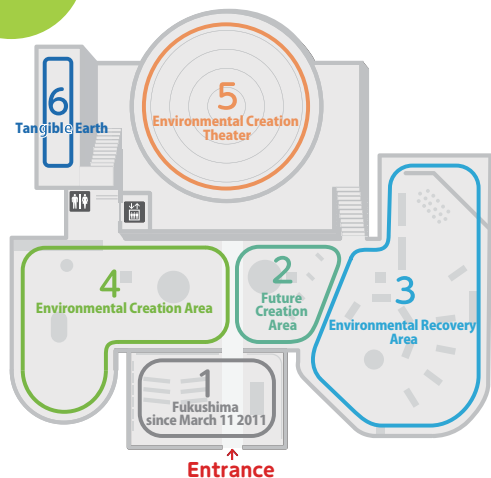 6
Tangible Earth
5
Environmental Creation
Theater
4
Environmental Creation Area
2
Future
Creation
Area
3
Environmental Recovery
Area
1
Fukushima
since March 11 2011
Entrance